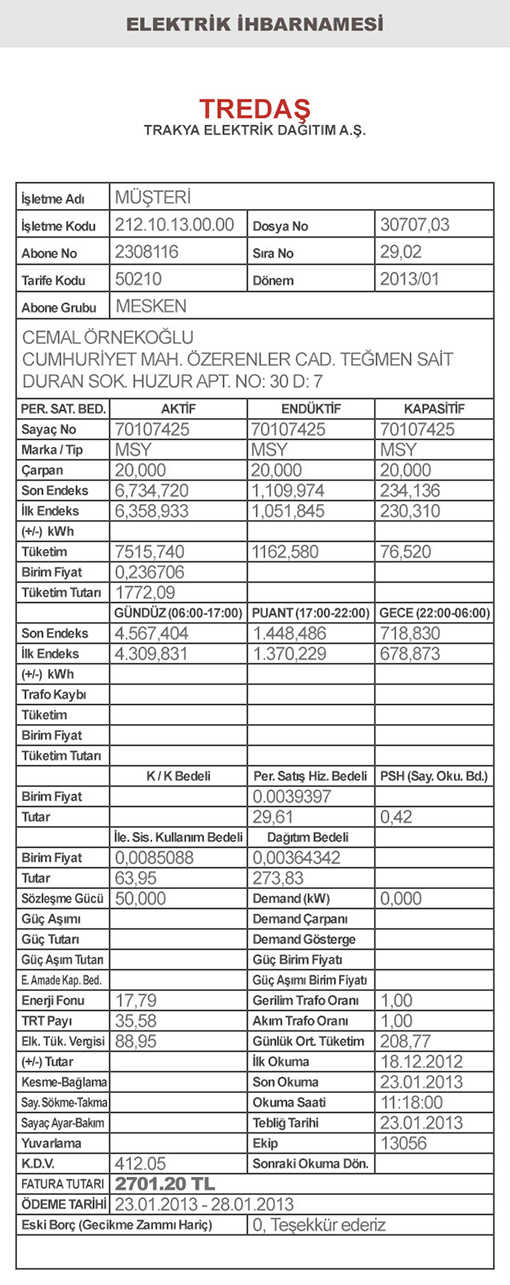 ELEKTRİK İHBARNAMESİ
TREDAŞ
TRAKYA ELEKTRİK DAĞITIM A.Ş.
İşletme Adı MÜŞTERİ
İşletme Kodu 212.10.13.00.00 Dosya No 30707,03
Abone No 2308116 Sıra No 29,02
Tarife Kodu 50210 Dönem 2013/01
Abone Grubu MESKEN
CEMAL ÖRNEKOĞLU
CUMHURİYET MAH. ÖZERENLER CAD. TEĞMEN SAİT
DURAN SOK. HUZUR APT. NO: 30 D: 7
PER. SAT. BED. AKTİF ENDÜKTİF KAPASİTİF
Sayaç No 70107425 70107425 70107425
Marka / Tip MSY MSY MSY
Çarpan 20,000 20,000 20,000
Son Endeks 6,734,720 1,109,974 234,136
İlk Endeks 6,358,933 1,051,845 230,310
(+/-) kWh
Tüketim 7515,740 1162,580 76,520
Birim Fiyat 0,236706
Tüketim Tutarı 1772,09
GÜNDÜZ (06:00-17:00) PUANT (17:00-22:00) GECE (22:00-06:00)
Son Endeks 4.567,404 1.448,486 718,830
İlk Endeks 4.309,831 1.370,229 678,873
(+/-) kWh
Trafo Kaybı
Tüketim
Birim Fiyat
Tüketim Tutarı
K / K Bedeli Per. Satış Hiz. Bedeli PSH (Say. Oku. Bd.)
Birim Fiyat 0.0039397
Tutar 29,61 0,42
İle. Sis. Kullanım Bedeli Dağıtım Bedeli
Birim Fiyat 0,0085088 0,00364342
Tutar 63,95 273,83
Sözleşme Gücü 50,000 Demand (kW) 0,000
Güç Aşımı Demand Çarpanı
Güç Tutarı Demand Gösterge
Güç Aşım Tutarı Güç Birim Fiyatı
E. Amade Kap. Bed. Güç Aşımı Birim Fiyatı
Enerji Fonu 17,79 Gerilim Trafo Oranı 1,00
TRT Payı 35,58 Akım Trafo Oranı 1,00
Elk. Tük. Vergisi 88,95 Günlük Ort. Tüketim 208,77
(+/-) Tutar İlk Okuma 18.12.2012
Kesme-Bağlama Son Okuma 23.01.2013
Say. Sökme-Takma Okuma Saati 11:18:00
Sayaç Ayar-Bakım Tebliğ Tarihi 23.01.2013
Yuvarlama Ekip 13056
K.D.V. 412.05 Sonraki Okuma Dön.
FATURA TUTARI 2701.20 TL
ÖDEME TARİHİ 23.01.2013 - 28.01.2013
Eski Borç (Gecikme Zammı Hariç) 0, Teşekkür ederiz